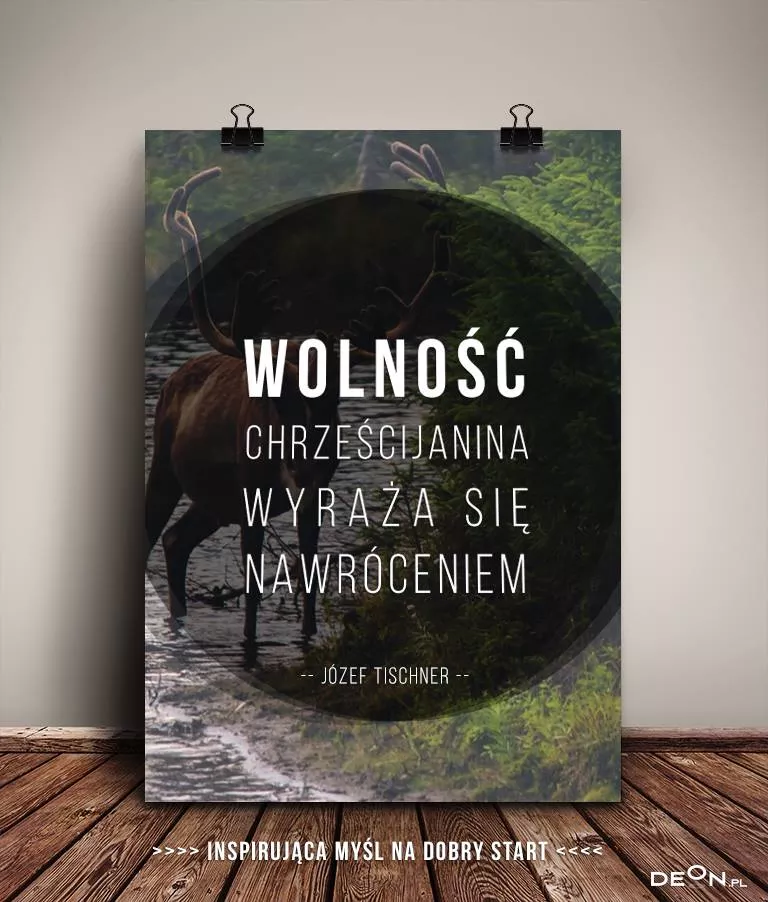 WOLNOŚĆ
CHRZEŚCIJANINA
WYRAŻA SIĘ
NAWRÓCENIEM
-- JÓZEF TISCHNER --
>>>> INSPIRUJĄCA MYŚL NA DOBRY START <<<<
DEON.PL